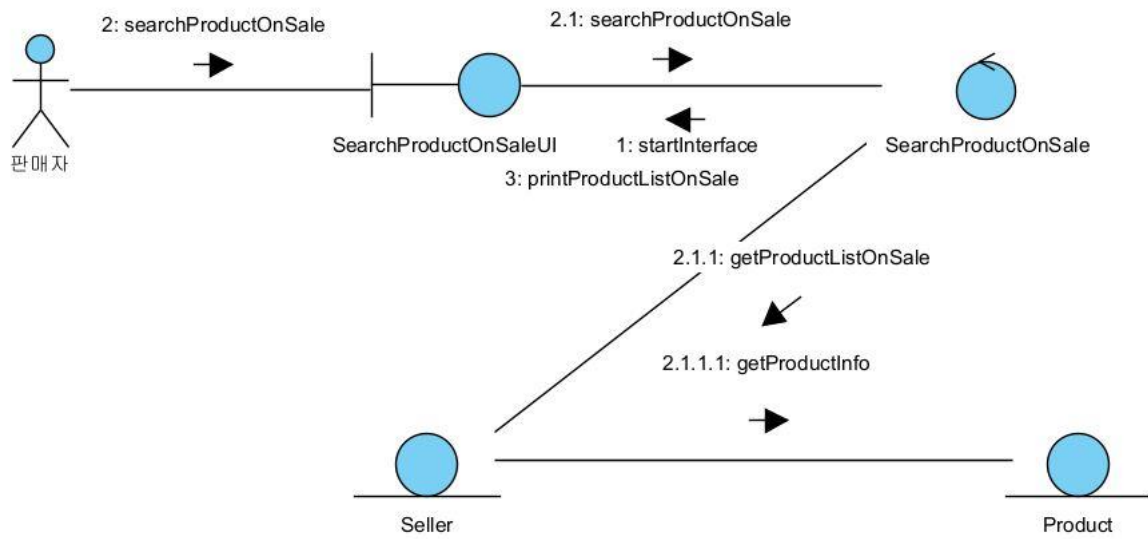 2: searchProductOnSale
2.1: searchProductOnSale
판매자
SearchProductOnSaleUI
1: startInterface
3: printProductListOnSale
SearchProductOnSale
2.1.1: getProductListOnSale
2.1.1.1: getProductInfo
Seller
Product